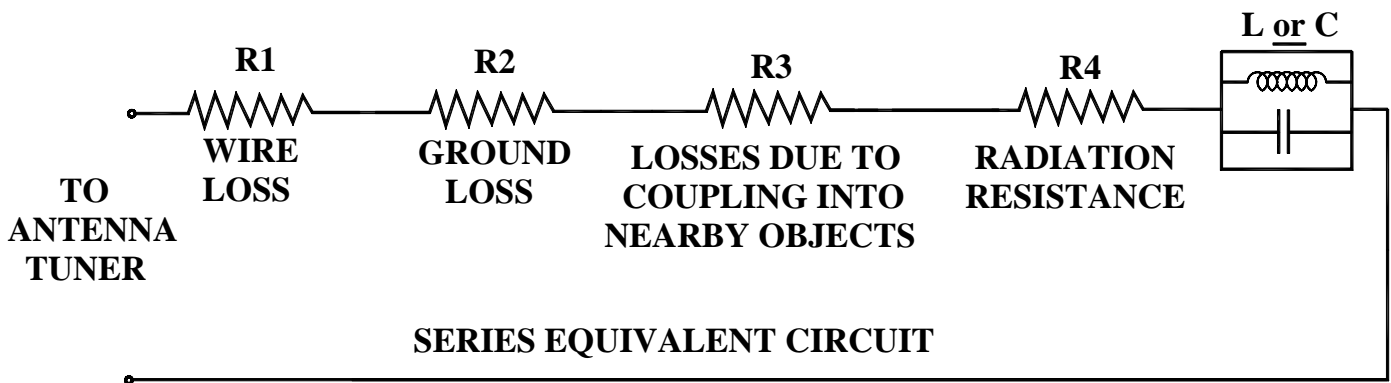 L or C
R1
R2
R3
R4
WIRE
LOSS
GROUND
LOSS
LOSSES DUE TO
COUPLING INTO
NEARBY OBJECTS
RADIATION
RESISTANCE
TO
ANTENNA
TUNER
SERIES EQUIVALENT CIRCUIT